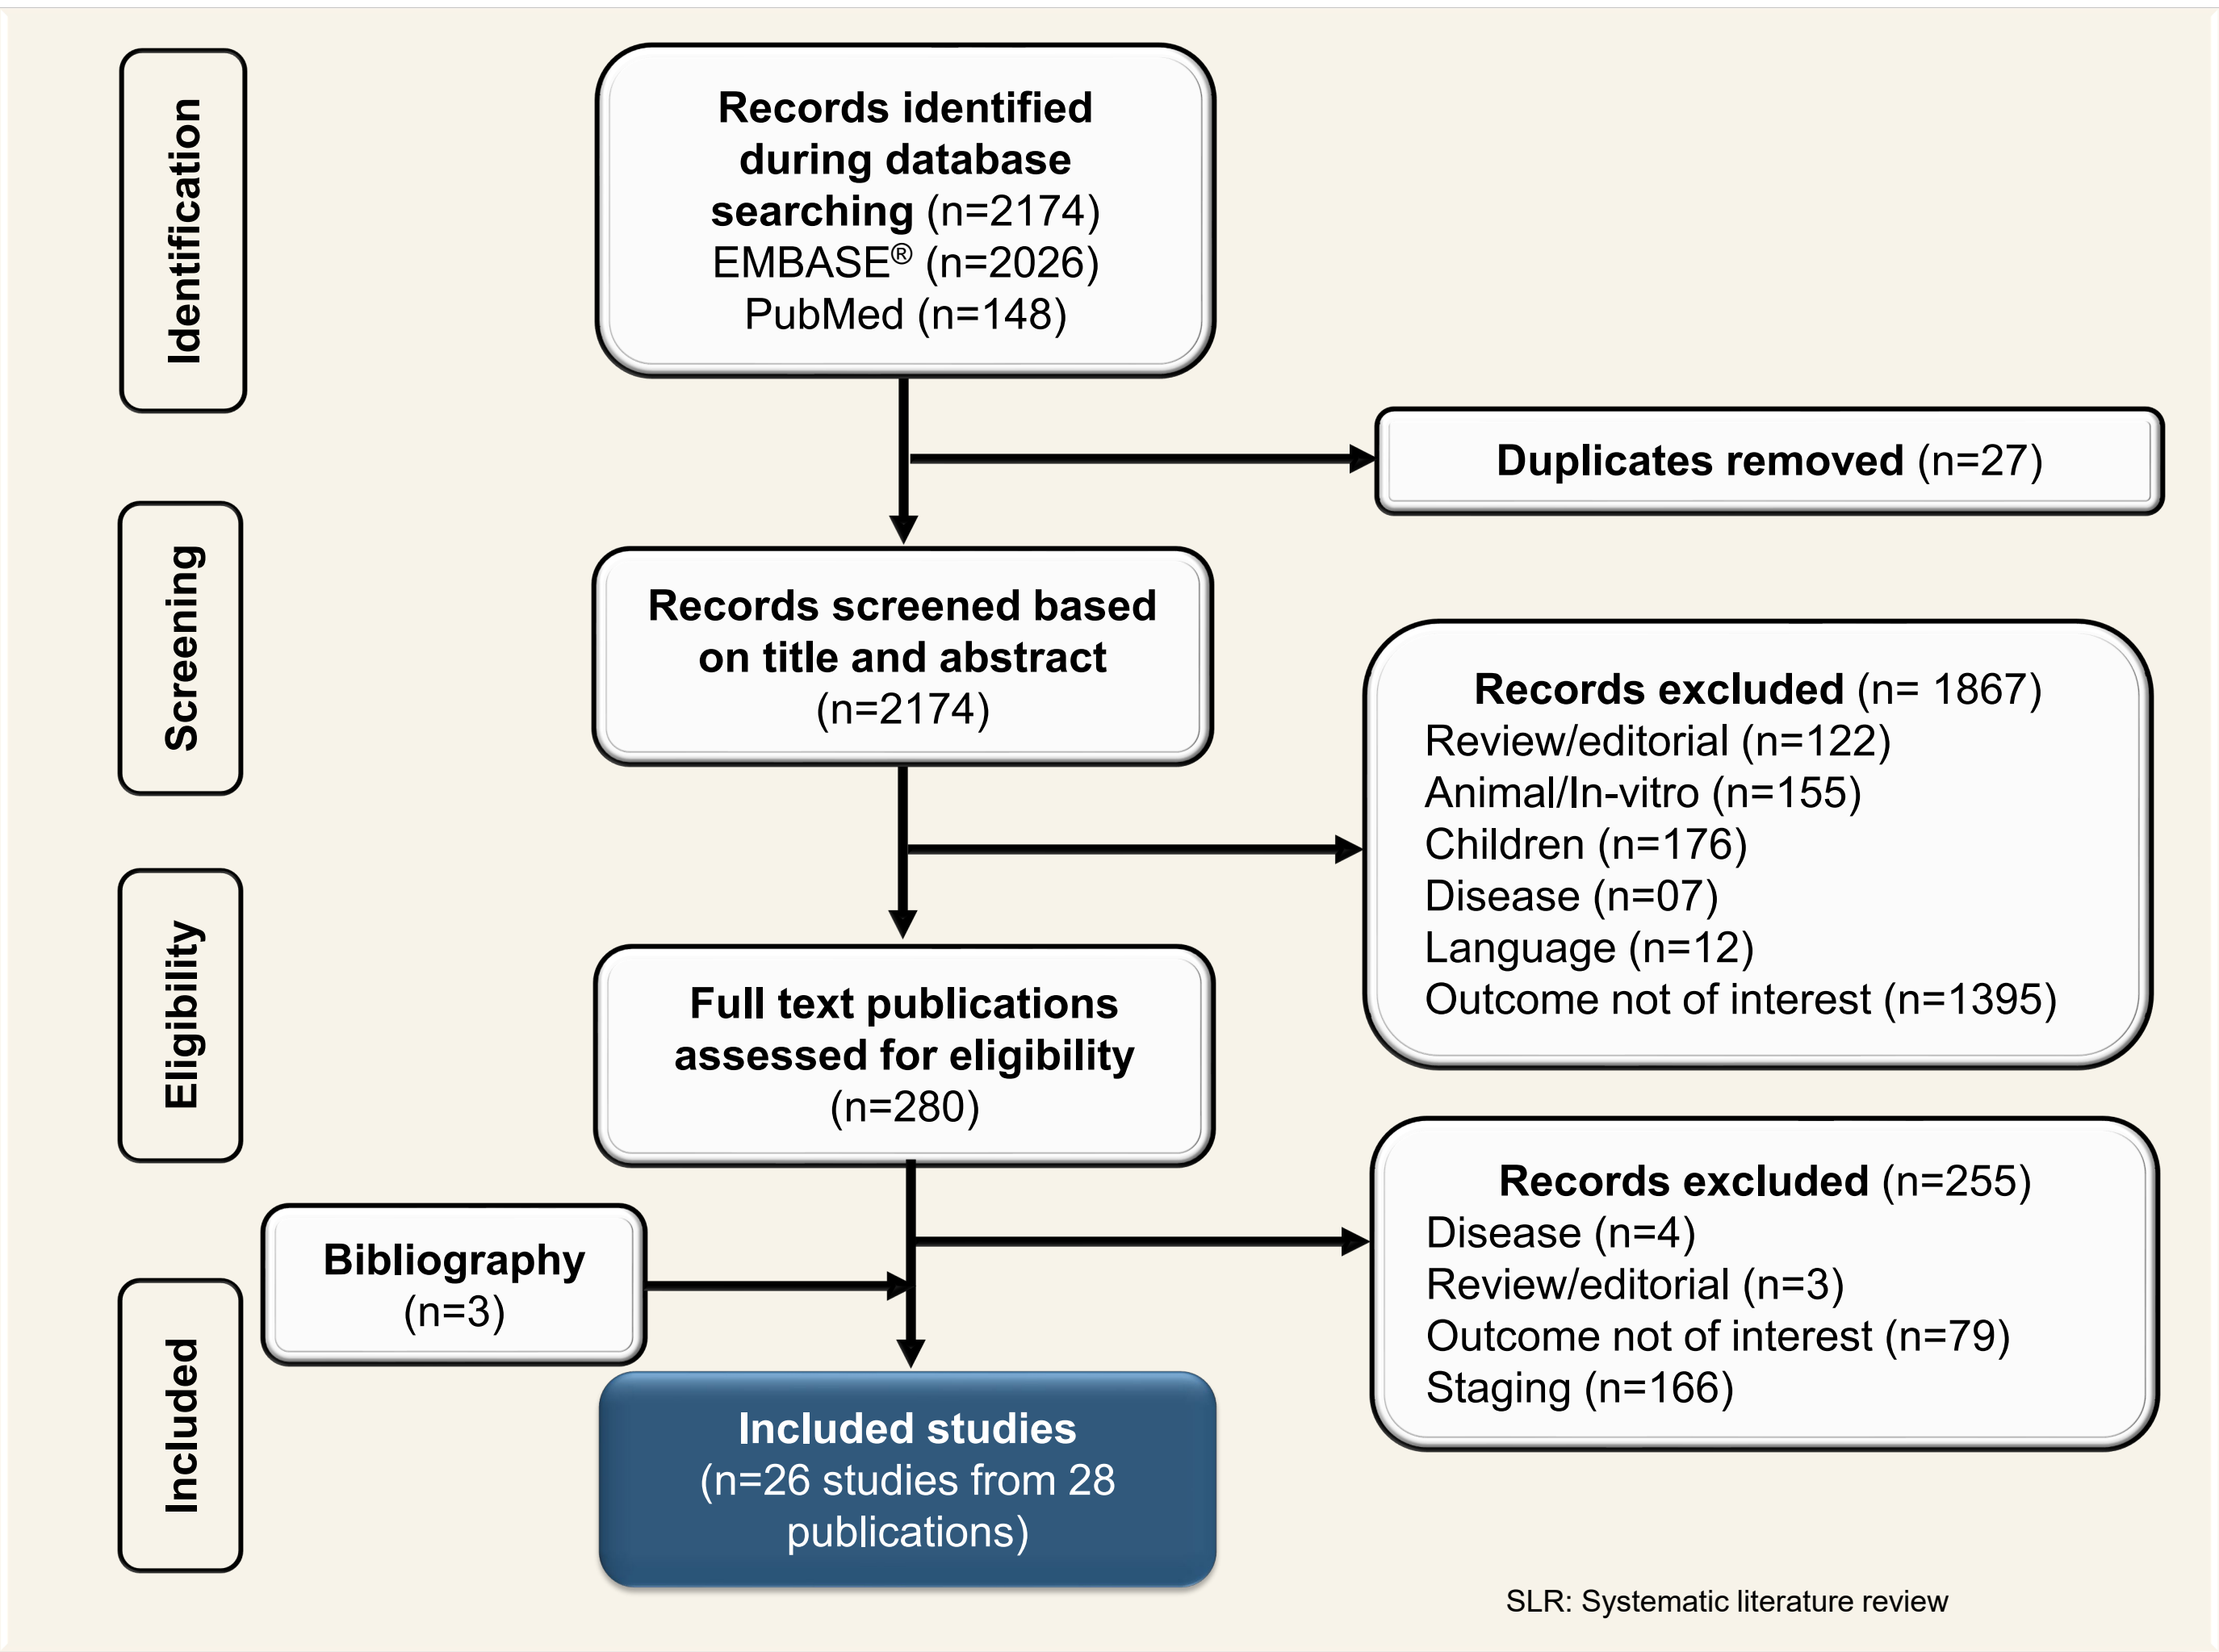 Identification
Records identified
during database
searching (n=2174)
EMBASE® (n=2026)
PubMed (n=148)
Duplicates removed (n=27)
Screening
Records screened based
on title and abstract
(n=2174)
Records excluded (n= 1867)
Review/editorial (n=122)
Animal/In-vitro (n=155)
Children (n=176)
Disease (n=07)
Language (n=12)
Outcome not of interest (n=1395)
Eligibility
Full text publications
assessed for eligibility
(n=280)
Records excluded (n=255)
Disease (n=4)
Review/editorial (n=3)
Outcome not of interest (n=79)
Staging (n=166)
Bibliography
(n=3)
Included
Included studies
(n=26 studies from 28
publications)
SLR: Systematic literature review